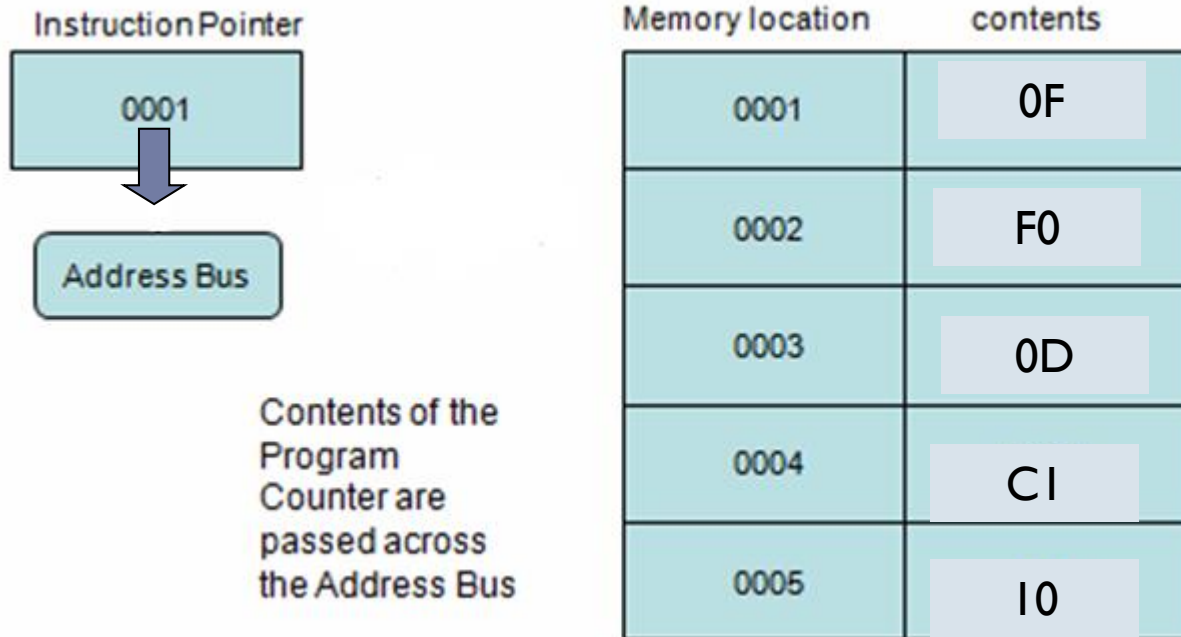 Instruction Pointer
0001
Address Bus
Contents of the
Program
Counter are
passed across
the Address Bus
Memory location contents
0001 0F
0002 F0
0003 0D
0004 C1
0005 10